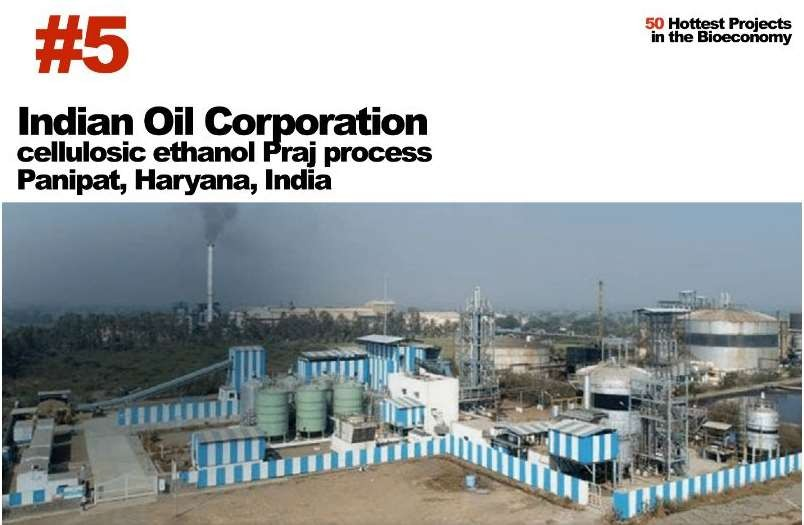 #5
50 Hottest Projects
in the Bioeconomy
Indian Oil Corporation
cellulosic ethanol Praj process
Panipat, Haryana, India